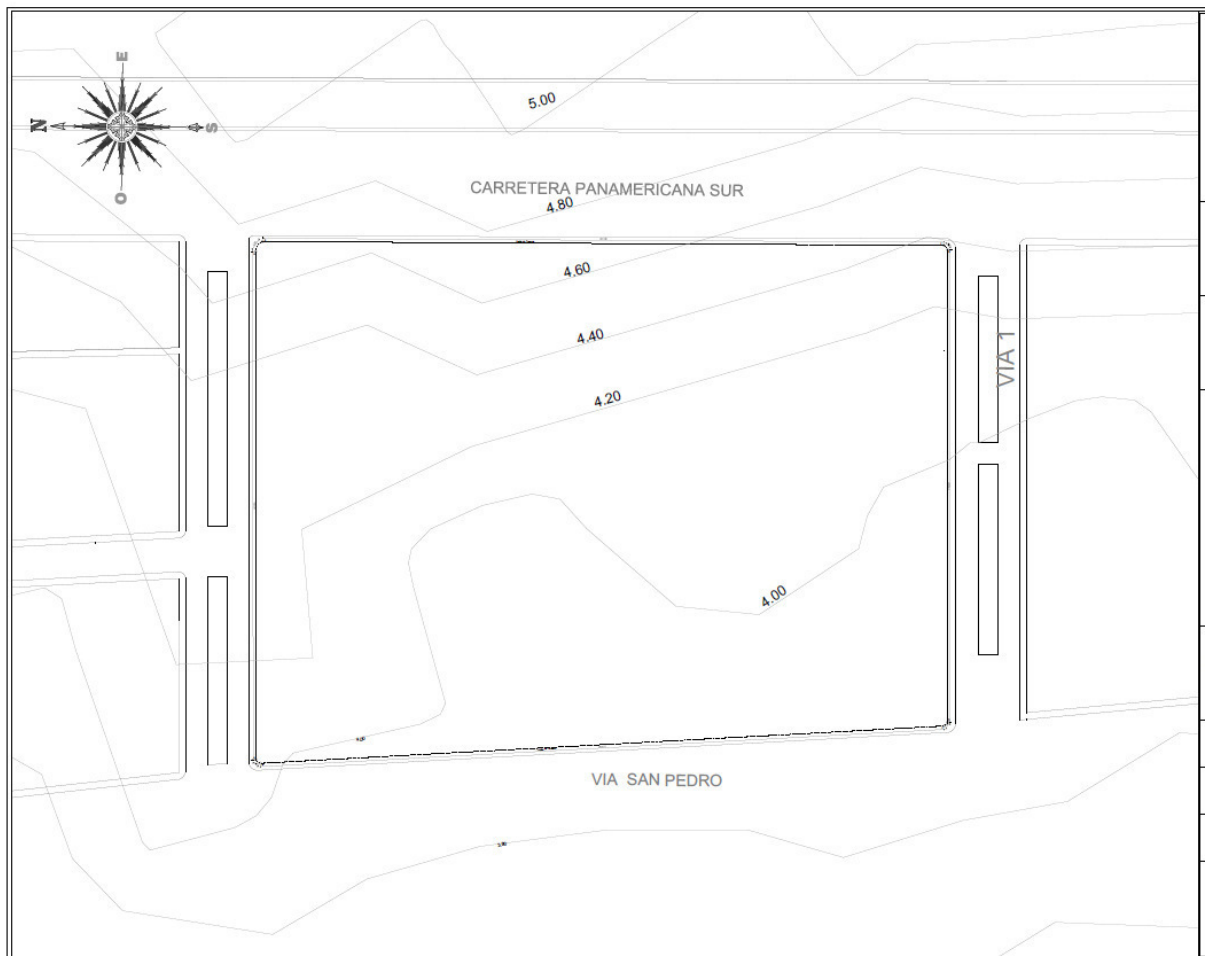 E
5.00
N
S
O
CARRETERA PANAMERICANA SUR
4.80
4.60
4.40
VIA 1
4.20
4.00
VIA SAN PEDRO